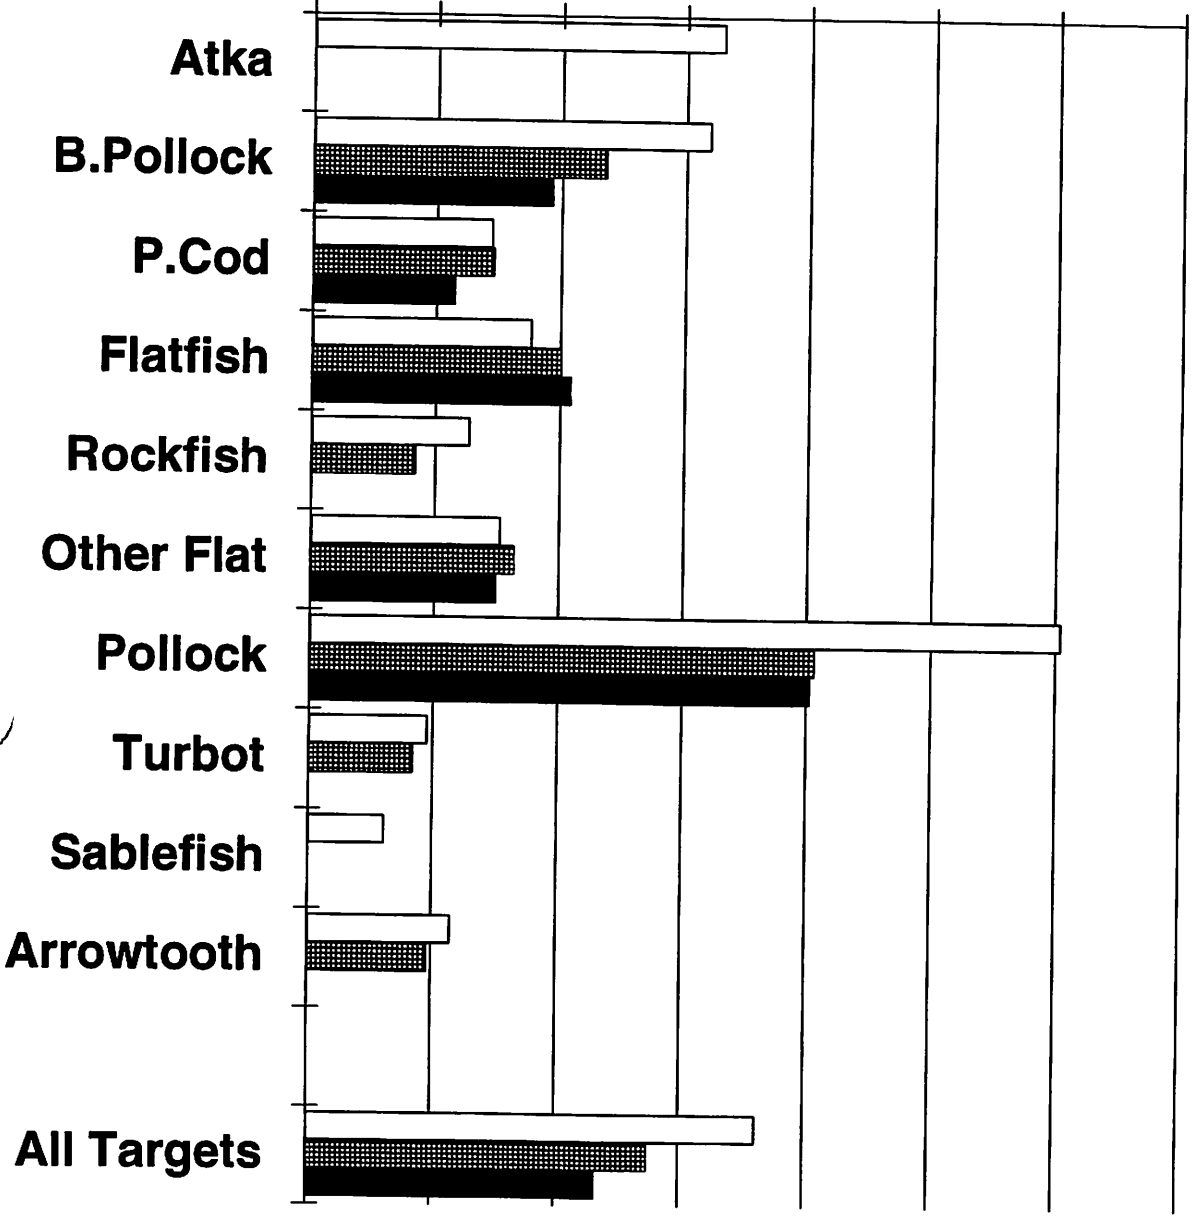 Atka
B.Pollock
P.Cod
Flatfish
Rockfish
Other Flat
Pollock
Turbot
Sablefish
Arrowtooth
All Targets